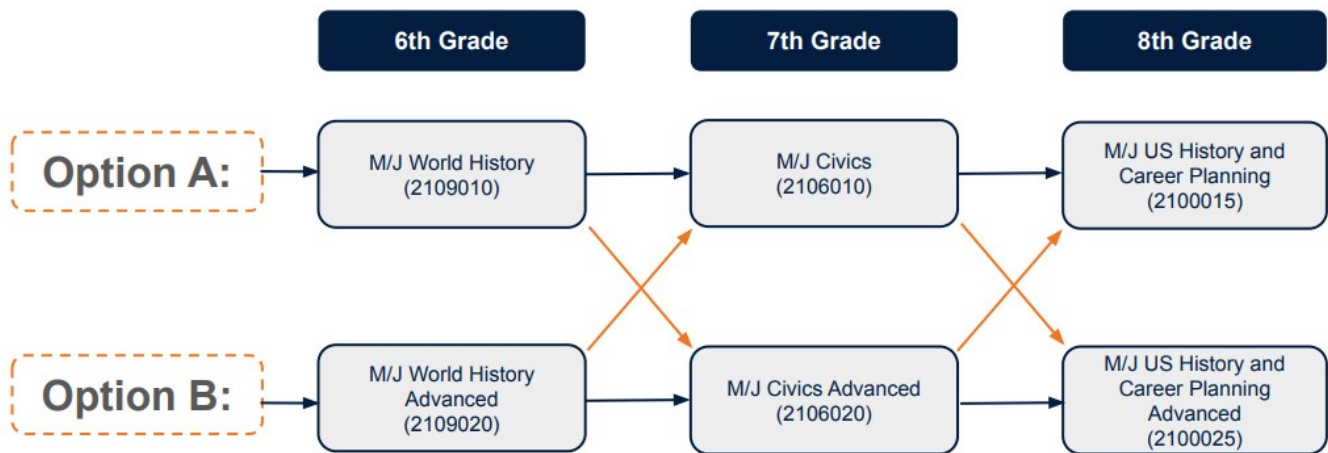 6th Grade
7th Grade
8th Grade
Option A:
M/J World History
(2109010)
M/J Civics
(2106010)
M/J US History and
Career Planning
(2100015)
Option B:
M/J World History
Advanced
(2109020)
M/J Civics Advanced
(2106020)
M/J US History and
Career Planning
Advanced
(2100025)